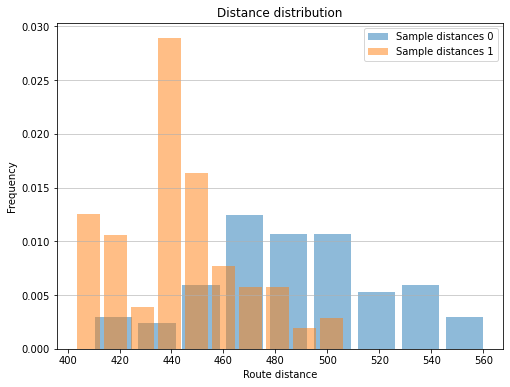 Distance distribution
Sample distances 0
Sample distances 1
Frequency
0.030
0.025
0.020
0.015
0.010
0.005
0.000
400 420 440 460 480 500 520 540 560
Route distance